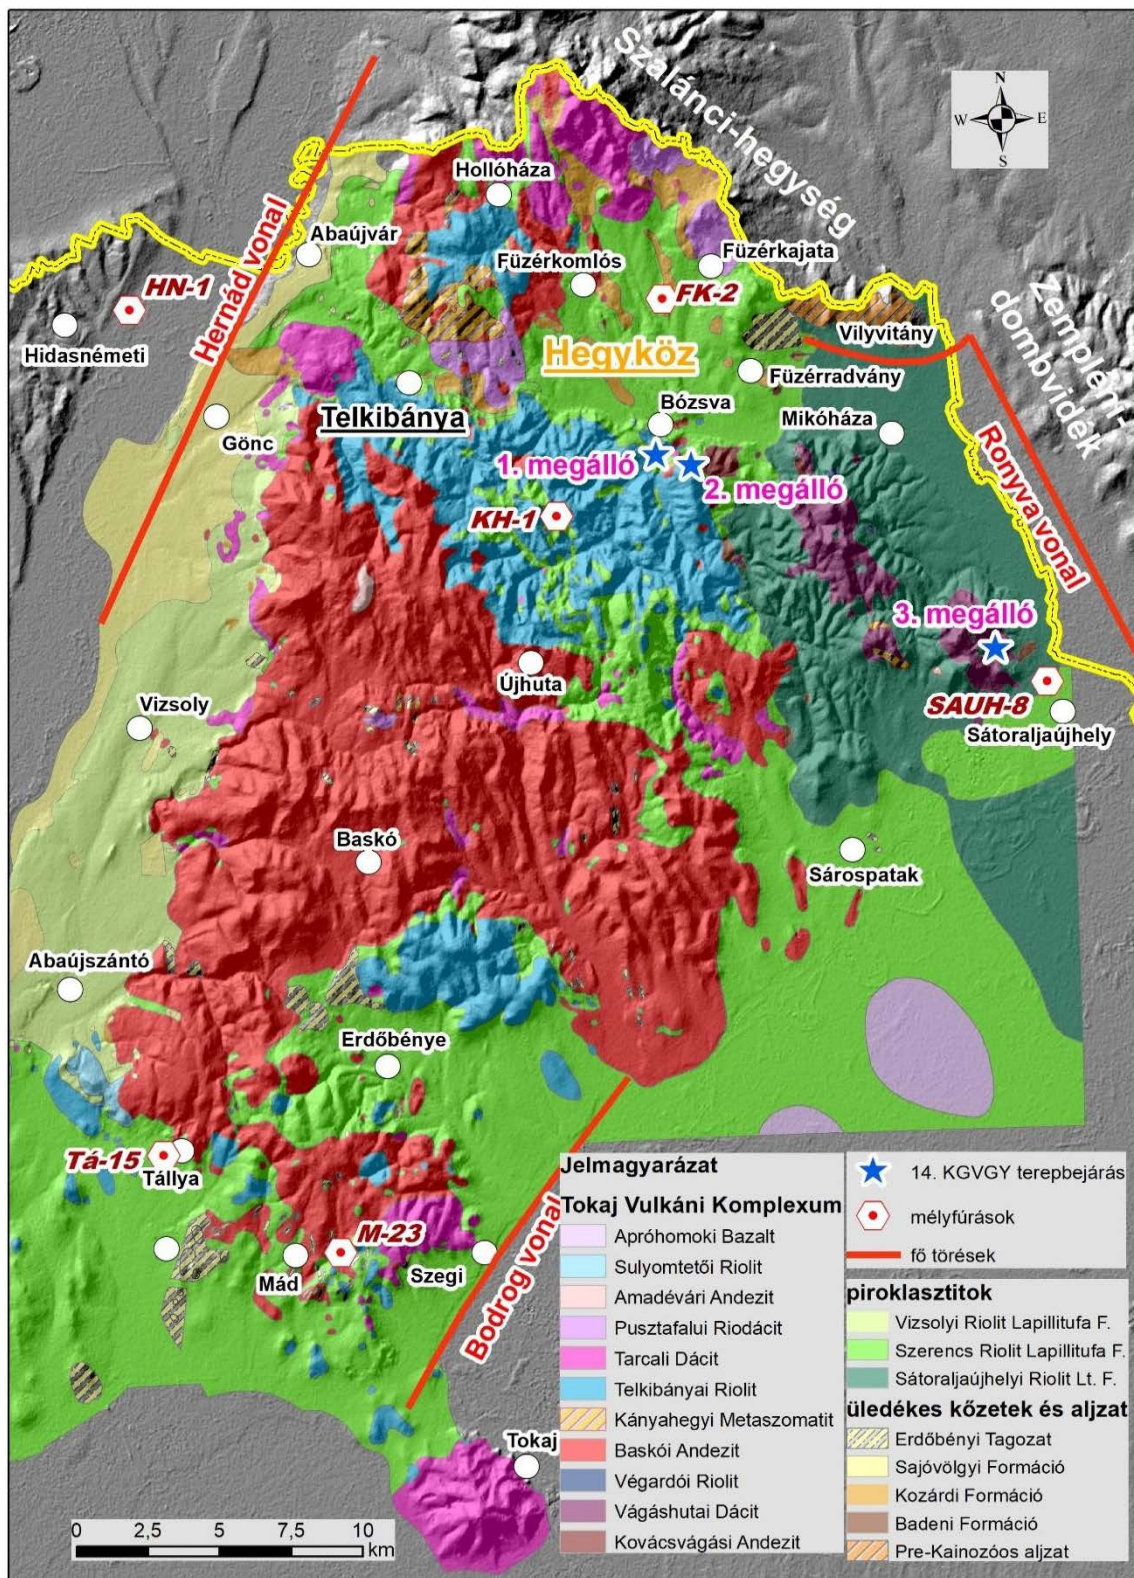 Szalánci-hegység
N
W E
S
Hollóháza
Abaújvár
Hernád vonal
Füzérkomlós
Füzérkajata
HN-1
FK-2
Hidasnémeti
Vilyvitány
Zempléni-
dombvidék
Hegyköz
Füzérradvány
Telkibánya
Bózsva
Mikóháza
Gönc
1. megálló
2. megálló
Ronyva vonal
KH-1
3. megálló
Újhuta
SAUH-8
Vizsoly
Sátoraljaújhely
Baskó
Sárospatak
Abaújszántó
Erdőbénye
Tá-15
Tállya
M-23
Mád
Szegi
Bodrog vonal
Tokaj
0 2,5 5 7,5 10
km
Jelmagyarázat
Tokaj Vulkáni Komplexum
Apróhomoki Bazalt
Sulyomtetői Riolit
Amadévári Andezit
Pusztafalui Riodácit
Tarcali Dácit
Telkibányai Riolit
Kányahegyi Metaszomatit
Baskói Andezit
Végardói Riolit
Vágáshutai Dácit
Kovácsvágási Andezit
14. KGVGY terepbejárás
mélyfúrások
fő törések
piroklasztitok
Vizsolyi Riolit Lapillitufa F.
Szerencs Riolit Lapillitufa F.
Sátoraljaújhelyi Riolit Lt. F.
üledékes kőzetek és aljzat
Erdőbényi Tagozat
Sajóvölgyi Formáció
Kozárdi Formáció
Badeni Formáció
Pre-Kainozóos aljzat